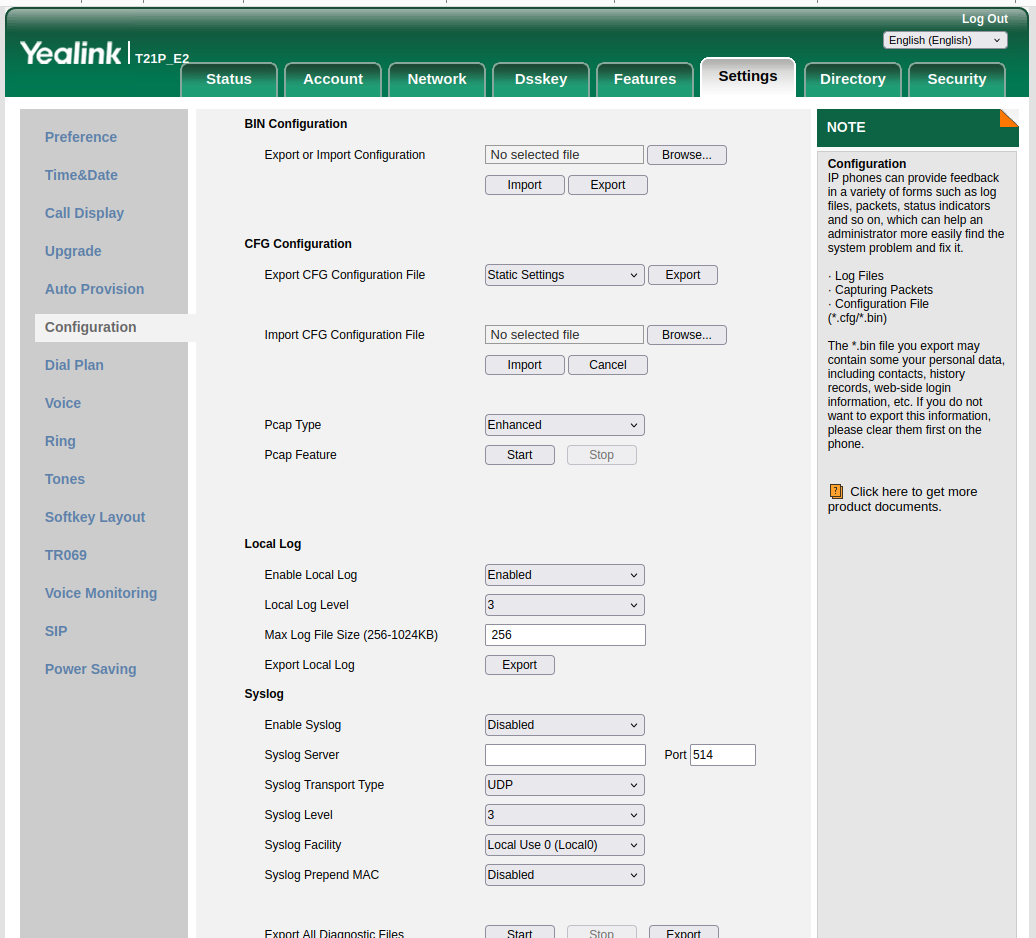 Log Out
English (English)
Yealink T21P_E2
Status Account Network Dsskey Features Settings Directory Security
Preference
Time&Date
Call Display
Upgrade
Auto Provision
Configuration
Dial Plan
Voice
Ring
Tones
Softkey Layout
TR069
Voice Monitoring
SIP
Power Saving
BIN Configuration
Export or Import Configuration No selected file Browse...
Import Export
CFG Configuration
Export CFG Configuration File Static Settings Export
Import CFG Configuration File No selected file Browse...
Import Cancel
Pcap Type Enhanced
Pcap Feature Start Stop
Local Log
Enable Local Log Enabled
Local Log Level 3
Max Log File Size (256-1024KB) 256
Export Local Log Export
Syslog
Enable Syslog Disabled
Syslog Server Port 514
Syslog Transport Type UDP
Syslog Level 3
Syslog Facility Local Use 0 (Local0)
Syslog Prepend MAC Disabled
Export All Diagnostic Files Start Stop Export
NOTE
Configuration
IP phones can provide feedback
in a variety of forms such as log
files, packets, status indicators
and so on, which can help an
administrator more easily find the
system problem and fix it.
· Log Files
· Capturing Packets
· Configuration File
(*.cfg/*.bin)
The *.bin file you export may
contain some your personal data,
including contacts, history
records, web-side login
information, etc. If you do not
want to export this information,
please clear them first on the
phone.
? Click here to get more
product documents.